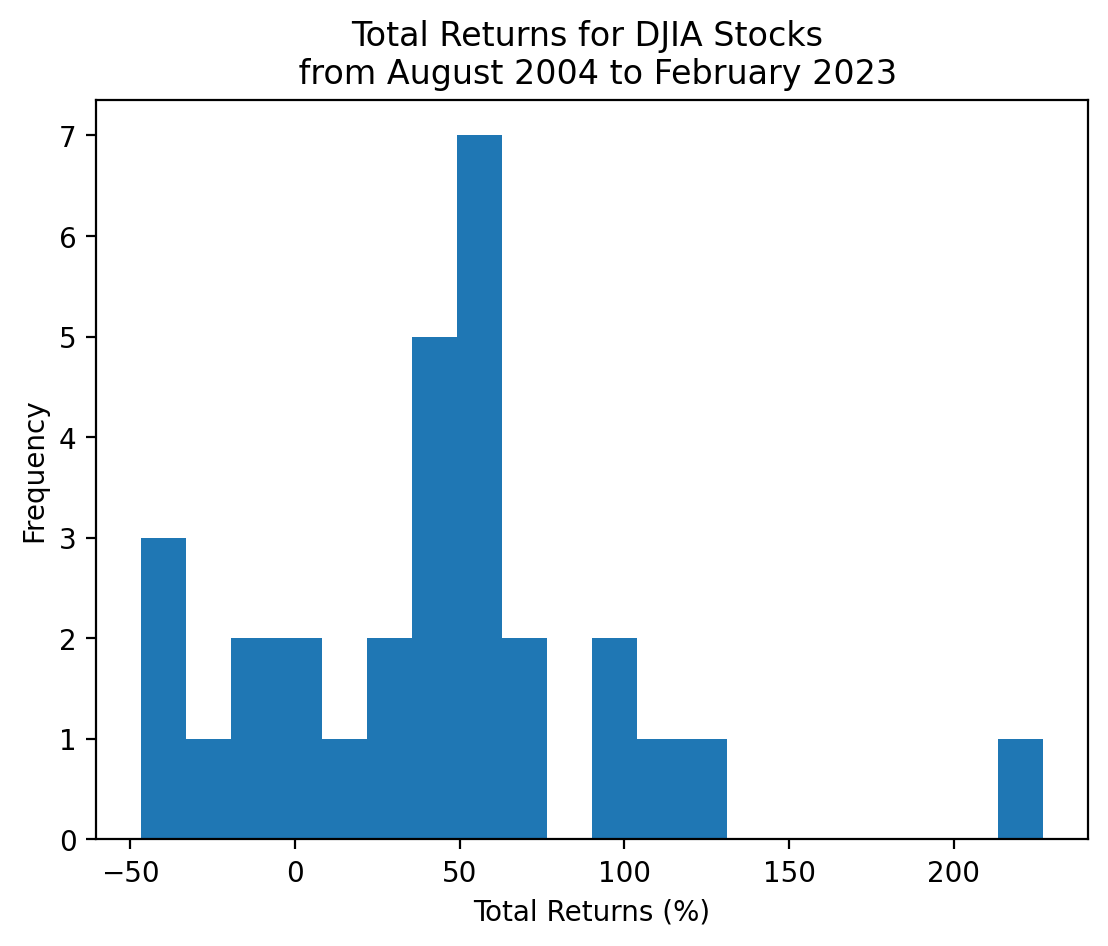 Total Returns for DJIA Stocks
from August 2004 to February 2023
7
6
5
4
3
2
1
0
Frequency
−50 0 50 100 150 200
Total Returns (%)